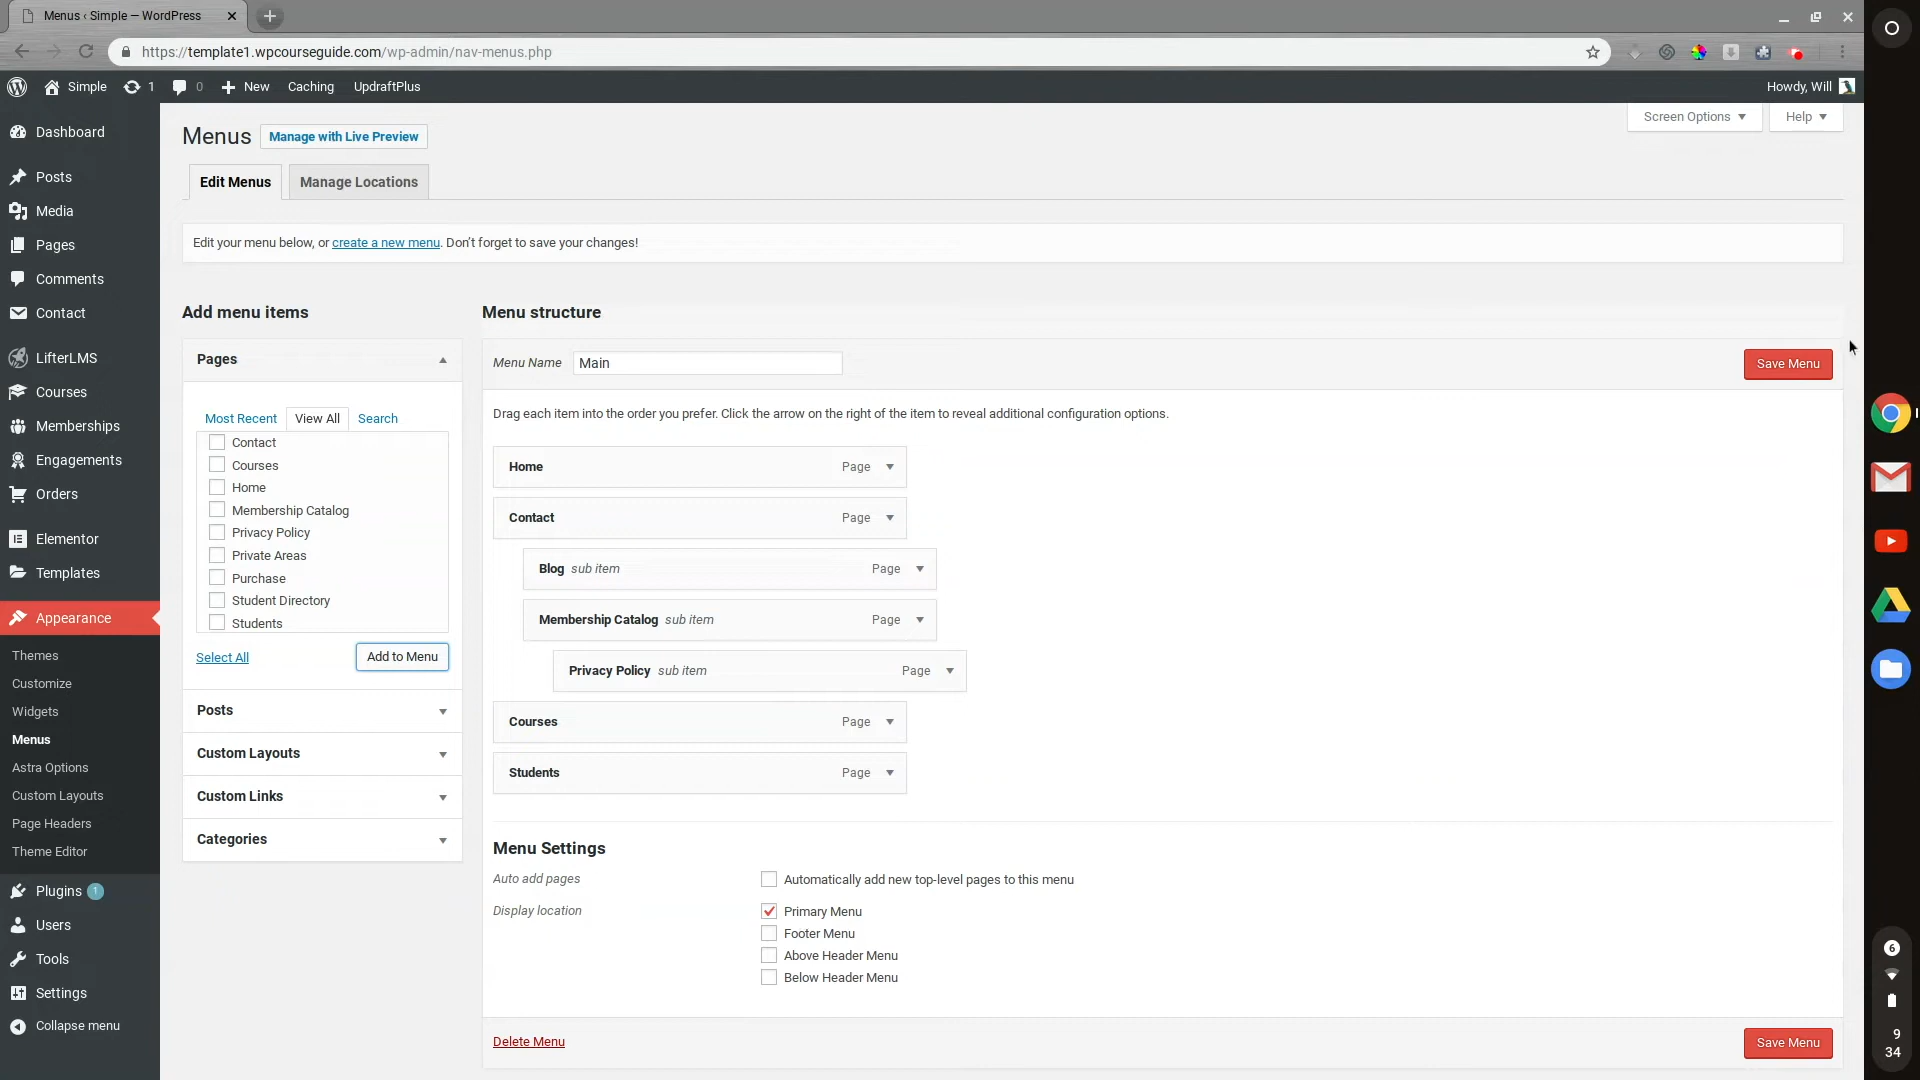 Menus ‹ Simple — WordPress
https://template1.wpcourseguide.com/wp-admin/nav-menus.php
Simple 1 0 New Caching UpdraftPlus Howdy, Will
Screen Options Help
Dashboard
Posts
Media
Pages
Comments
Contact
LifterLMS
Courses
Memberships
Engagements
Orders
Elementor
Templates
Appearance
Themes
Customize
Widgets
Menus
Astra Options
Custom Layouts
Page Headers
Theme Editor
Plugins 1
Users
Tools
Settings
Collapse menu
Menus Manage with Live Preview
Edit Menus Manage Locations
Edit your menu below, or create a new menu. Don’t forget to save your changes!
Add menu items
Pages
Most Recent View All Search
Contact
Courses
Home
Membership Catalog
Privacy Policy
Private Areas
Purchase
Student Directory
Students
Select All Add to Menu
Posts
Custom Layouts
Custom Links
Categories
Menu structure
Menu Name Main Save Menu
Drag each item into the order you prefer. Click the arrow on the right of the item to reveal additional configuration options.
Home Page
Contact Page
Blog sub item Page
Membership Catalog sub item Page
Privacy Policy sub item Page
Courses Page
Students Page
Menu Settings
Auto add pages Automatically add new top-level pages to this menu
Display location Primary Menu
Footer Menu
Above Header Menu
Below Header Menu
Delete Menu Save Menu
6
9
34